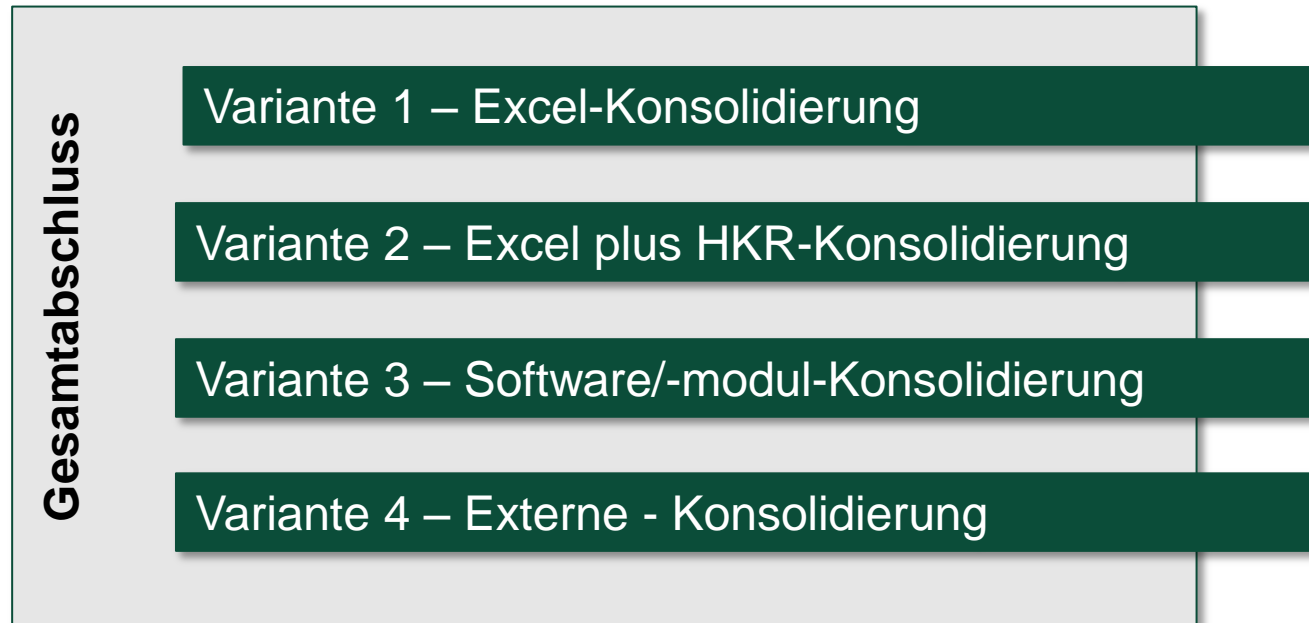 Gesamtabschluss
Variante 1 – Excel-Konsolidierung
Variante 2 – Excel plus HKR-Konsolidierung
Variante 3 – Software/-modul-Konsolidierung
Variante 4 – Externe - Konsolidierung